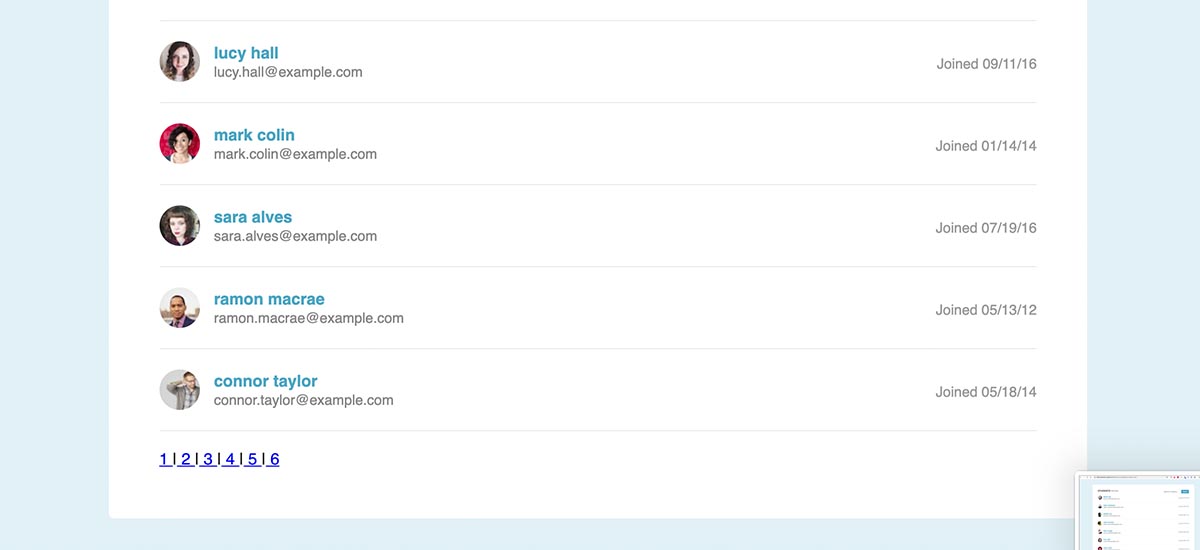 lucy hall
lucy.hall@example.com
Joined 09/11/16
mark colin
mark.colin@example.com
Joined 01/14/14
sara alves
sara.alves@example.com
Joined 07/19/16
ramon macrae
ramon.macrae@example.com
Joined 05/13/12
connor taylor
connor.taylor@example.com
Joined 05/18/14
1 | 2 | 3 | 4 | 5 | 6